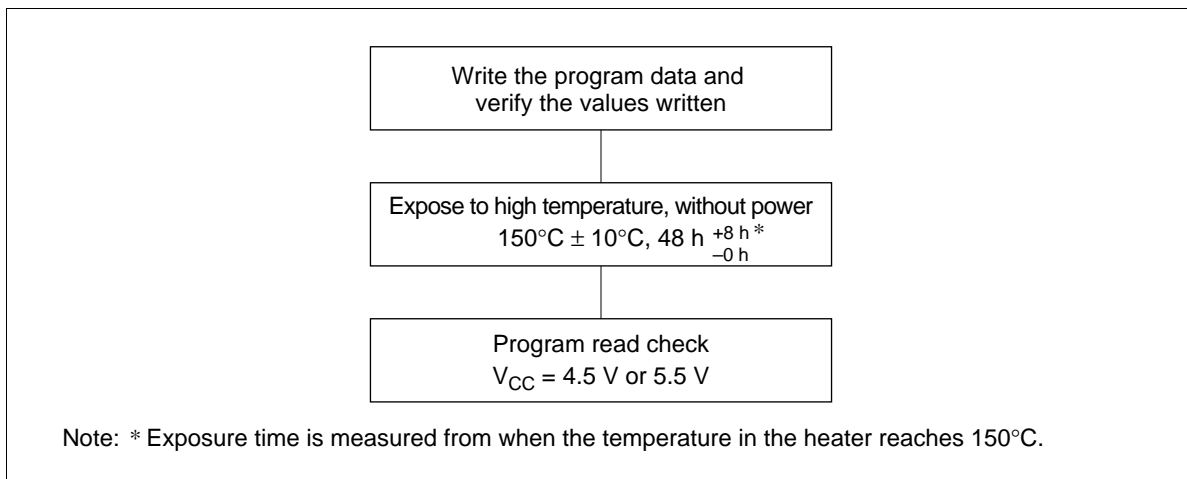 Write the program data and
verify the values written
Expose to high temperature, without power
150°C ± 10°C, 48 h +8 h *
–0 h
Program read check
VCC = 4.5 V or 5.5 V
Note: * Exposure time is measured from when the temperature in the heater reaches 150°C.